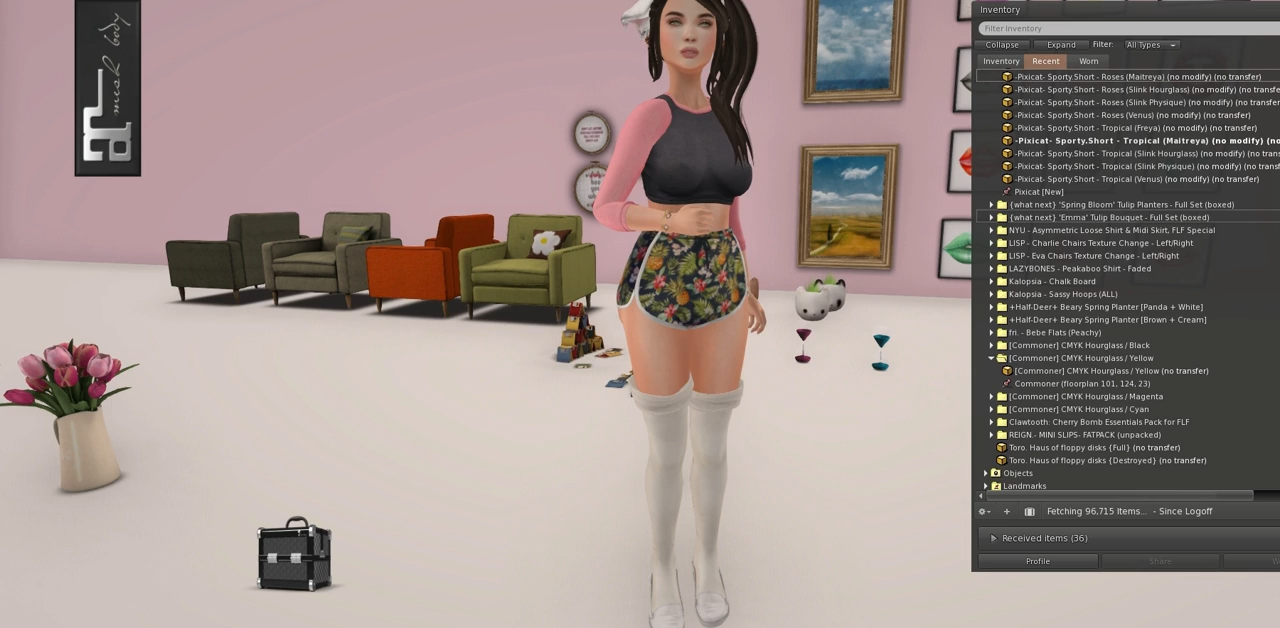 mesh body
Inventory
Filter Inventory
Collapse Expand Filter: All Types
Inventory Recent Worn
-Pixicat- Sporty.Short - Roses (Maitreya) (no modify) (no transfer)
-Pixicat- Sporty.Short - Roses (Slink Hourglass) (no modify) (no transfe
-Pixicat- Sporty.Short - Roses (Slink Physique) (no modify) (no transfer
-Pixicat- Sporty.Short - Roses (Venus) (no modify) (no transfer)
-Pixicat- Sporty.Short - Tropical (Freya) (no modify) (no transfer)
-Pixicat- Sporty.Short - Tropical (Maitreya) (no modify) (no
-Pixicat- Sporty.Short - Tropical (Slink Hourglass) (no modify) (no tran
-Pixicat- Sporty.Short - Tropical (Slink Physique) (no modify) (no trans
-Pixicat- Sporty.Short - Tropical (Venus) (no modify) (no transfer)
Pixicat [New]
{what next} 'Spring Bloom' Tulip Planters - Full Set (boxed)
{what next} 'Emma' Tulip Bouquet - Full Set (boxed)
NYU - Asymmetric Loose Shirt & Midi Skirt, FLF Special
LISP - Charlie Chairs Texture Change - Left/Right
LISP - Eva Chairs Texture Change - Left/Right
LAZYBONES - Peakaboo Shirt - Faded
Kalopsia - Chalk Board
Kalopsia - Sassy Hoops (ALL)
+Half-Deer+ Beary Spring Planter [Panda + White]
+Half-Deer+ Beary Spring Planter [Brown + Cream]
fri. - Bebe Flats (Peachy)
[Commoner] CMYK Hourglass / Black
[Commoner] CMYK Hourglass / Yellow
[Commoner] CMYK Hourglass / Yellow (no transfer)
Commoner (floorplan 101, 124, 23)
[Commoner] CMYK Hourglass / Magenta
[Commoner] CMYK Hourglass / Cyan
Clawtooth: Cherry Bomb Essentials Pack for FLF
REIGN.- MINI SLIPS- FATPACK (unpacked)
Toro. Haus of floppy disks {Full} (no transfer)
Toro. Haus of floppy disks {Destroyed} (no transfer)
Objects
Landmarks
Fetching 96,715 Items... - Since Logoff
Received items (36)
Profile Share